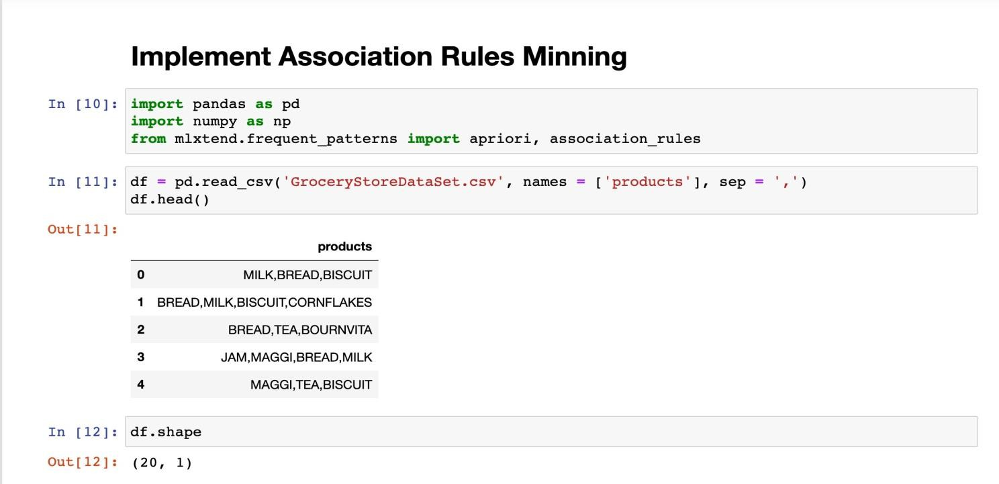 Implement Association Rules Minning
In [10]: import pandas as pd
import numpy as np
from mlxtend.frequent_patterns import apriori, association_rules
In [11]: df = pd.read_csv('GroceryStoreDataSet.csv', names = ['products'], sep = ',')
df.head()
Out[11]:
products
0 MILK,BREAD,BISCUIT
1 BREAD,MILK,BISCUIT,CORNFLAKES
2 BREAD,TEA,BOURNVITA
3 JAM,MAGGI,BREAD,MILK
4 MAGGI,TEA,BISCUIT
In [12]: df.shape
Out[12]: (20, 1)